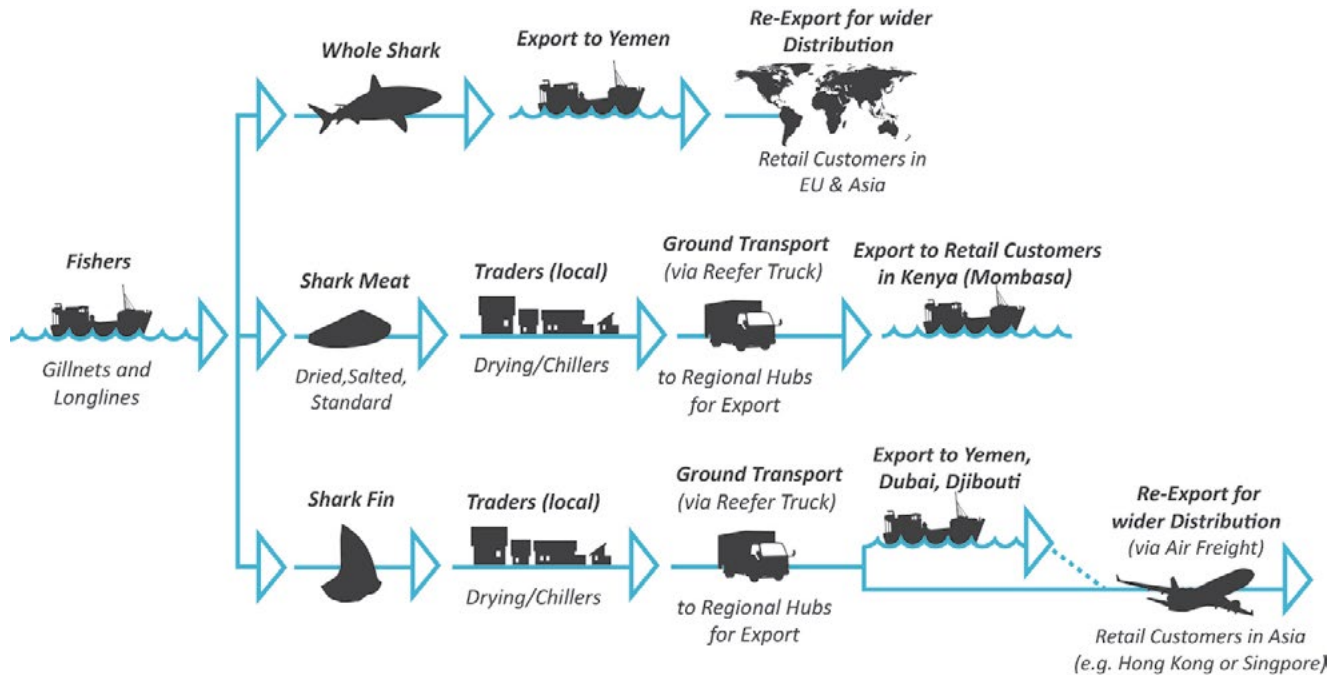 Whole Shark
Export to Yemen
Re-Export for wider
Distribution
Retail Customers in
EU & Asia
Fishers
Gillnets and
Longlines
Shark Meat
Dried,Salted,
Standard
Traders (local)
Drying/Chillers
Ground Transport
(via Reefer Truck)
to Regional Hubs
for Export
Export to Retail Customers
in Kenya (Mombasa)
Shark Fin
Traders (local)
Drying/Chillers
Ground Transport
(via Reefer Truck)
to Regional Hubs
for Export
Export to Yemen,
Dubai, Djibouti
Re-Export for
wider Distribution
(via Air Freight)
Retail Customers in Asia
(e.g. Hong Kong or Singpore)